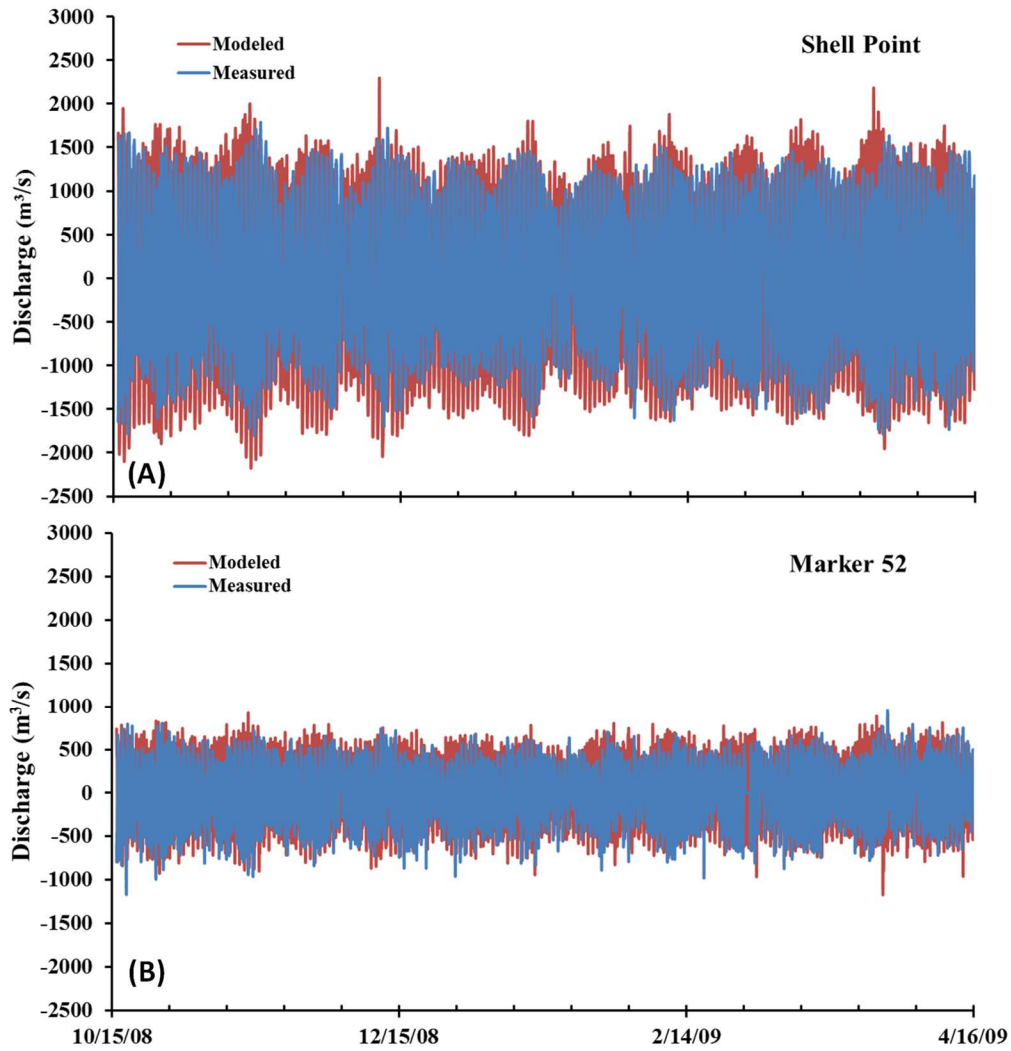 3000
2500
2000
1500
1000
500
0
-500
-1000
-1500
-2000
-2500
Discharge (m³/s)
Modeled
Measured
Shell Point
(A)
3000
2500
2000
1500
1000
500
0
-500
-1000
-1500
-2000
-2500
Discharge (m³/s)
Modeled
Measured
Marker 52
(B)
10/15/08 12/15/08 2/14/09 4/16/09